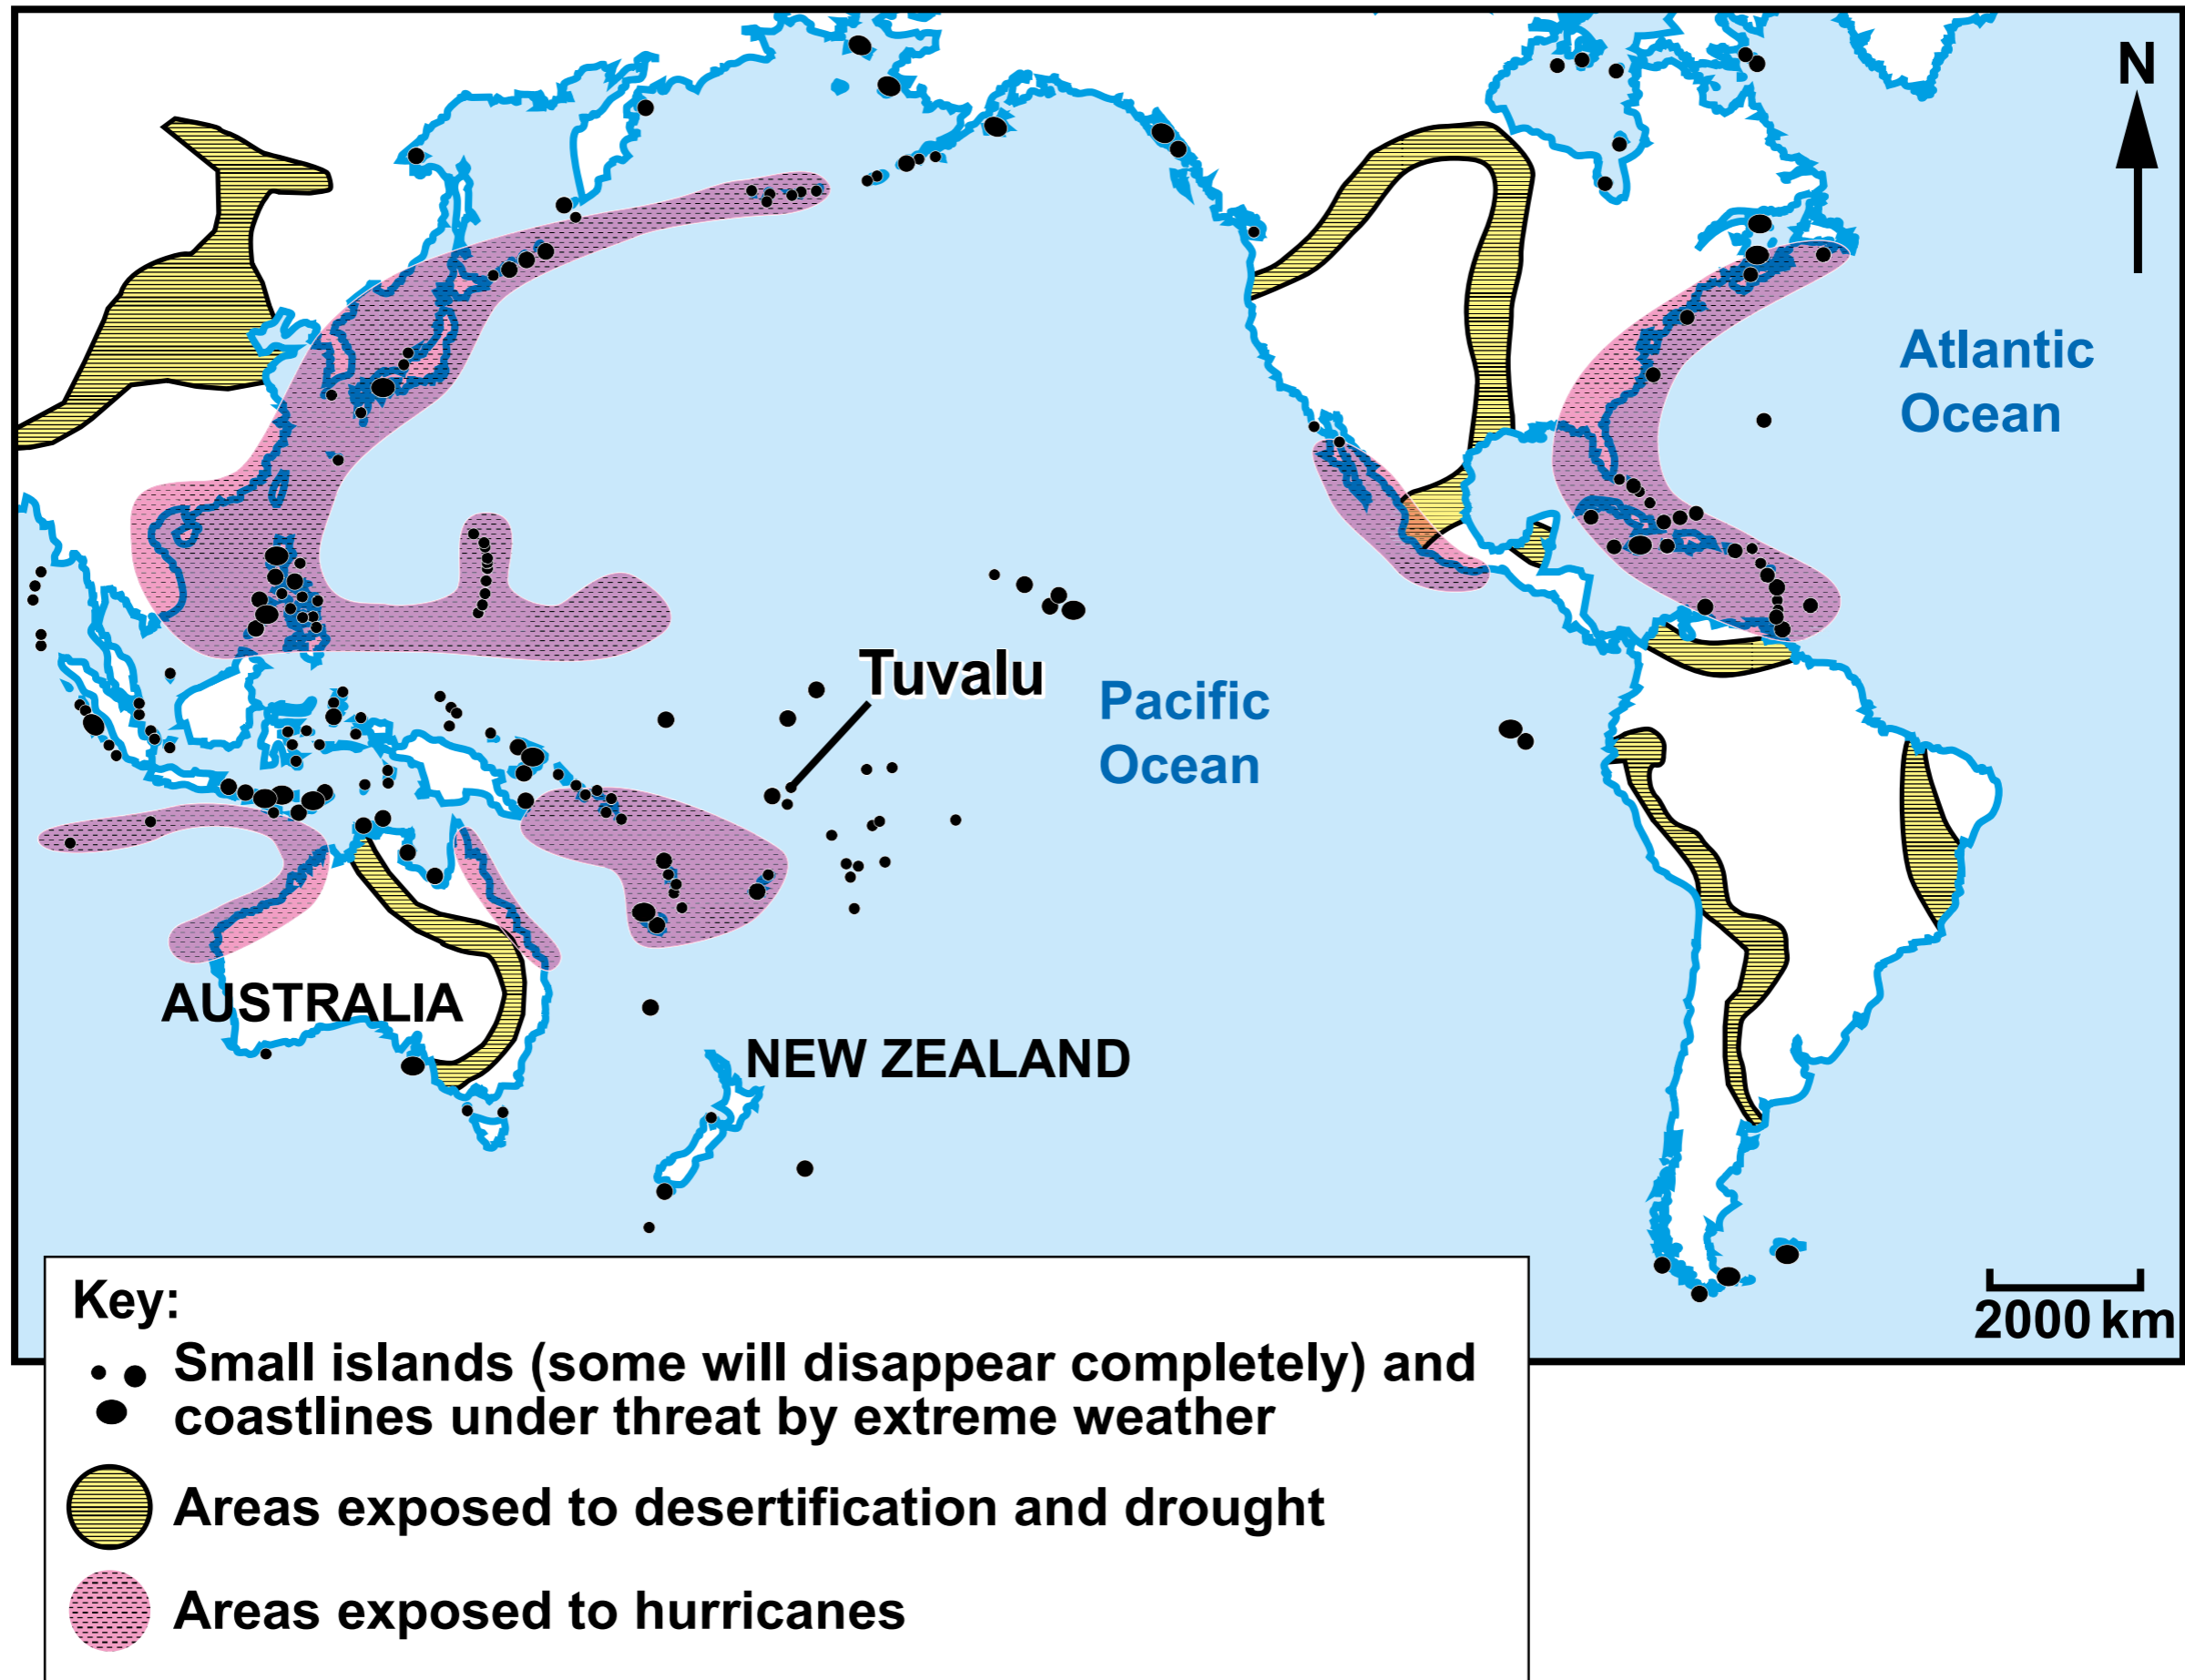 N
Atlantic
Ocean
Tuvalu
Pacific
Ocean
AUSTRALIA
NEW ZEALAND
2000 km
Key:
Small islands (some will disappear completely) and
coastlines under threat by extreme weather
Areas exposed to desertification and drought
Areas exposed to hurricanes